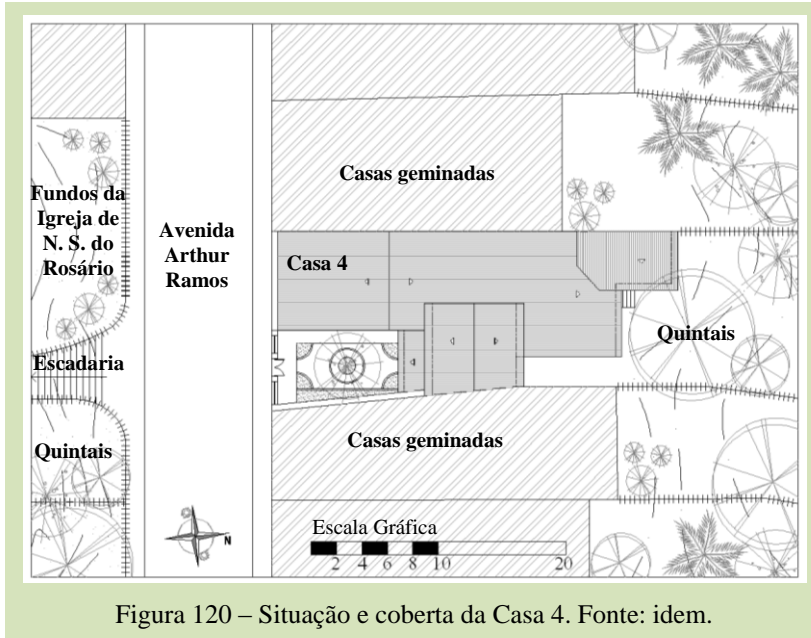 Casas geminadas
Fundos da
Igreja de
N. S. do
Rosário
Avenida
Arthur
Ramos
Casa 4
Quintais
Escadaria
Quintais
Casas geminadas
N
Escala Gráfica
2 4 6 8 10 20
Figura 120 – Situação e coberta da Casa 4. Fonte: idem.